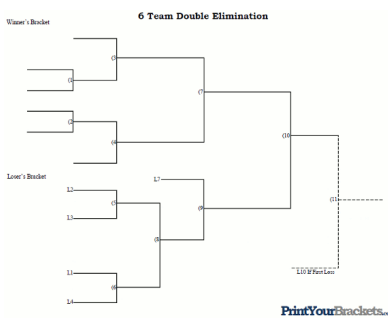 6 Team Double Elimination
Winner's Bracket
(3
(1
(7
(2
(4
(10
Loser's Bracket
L7
L2
(5
L3
(9
(11
(8
L1
(6
L4
L10 If First Loss
PrintYourBrackets.com